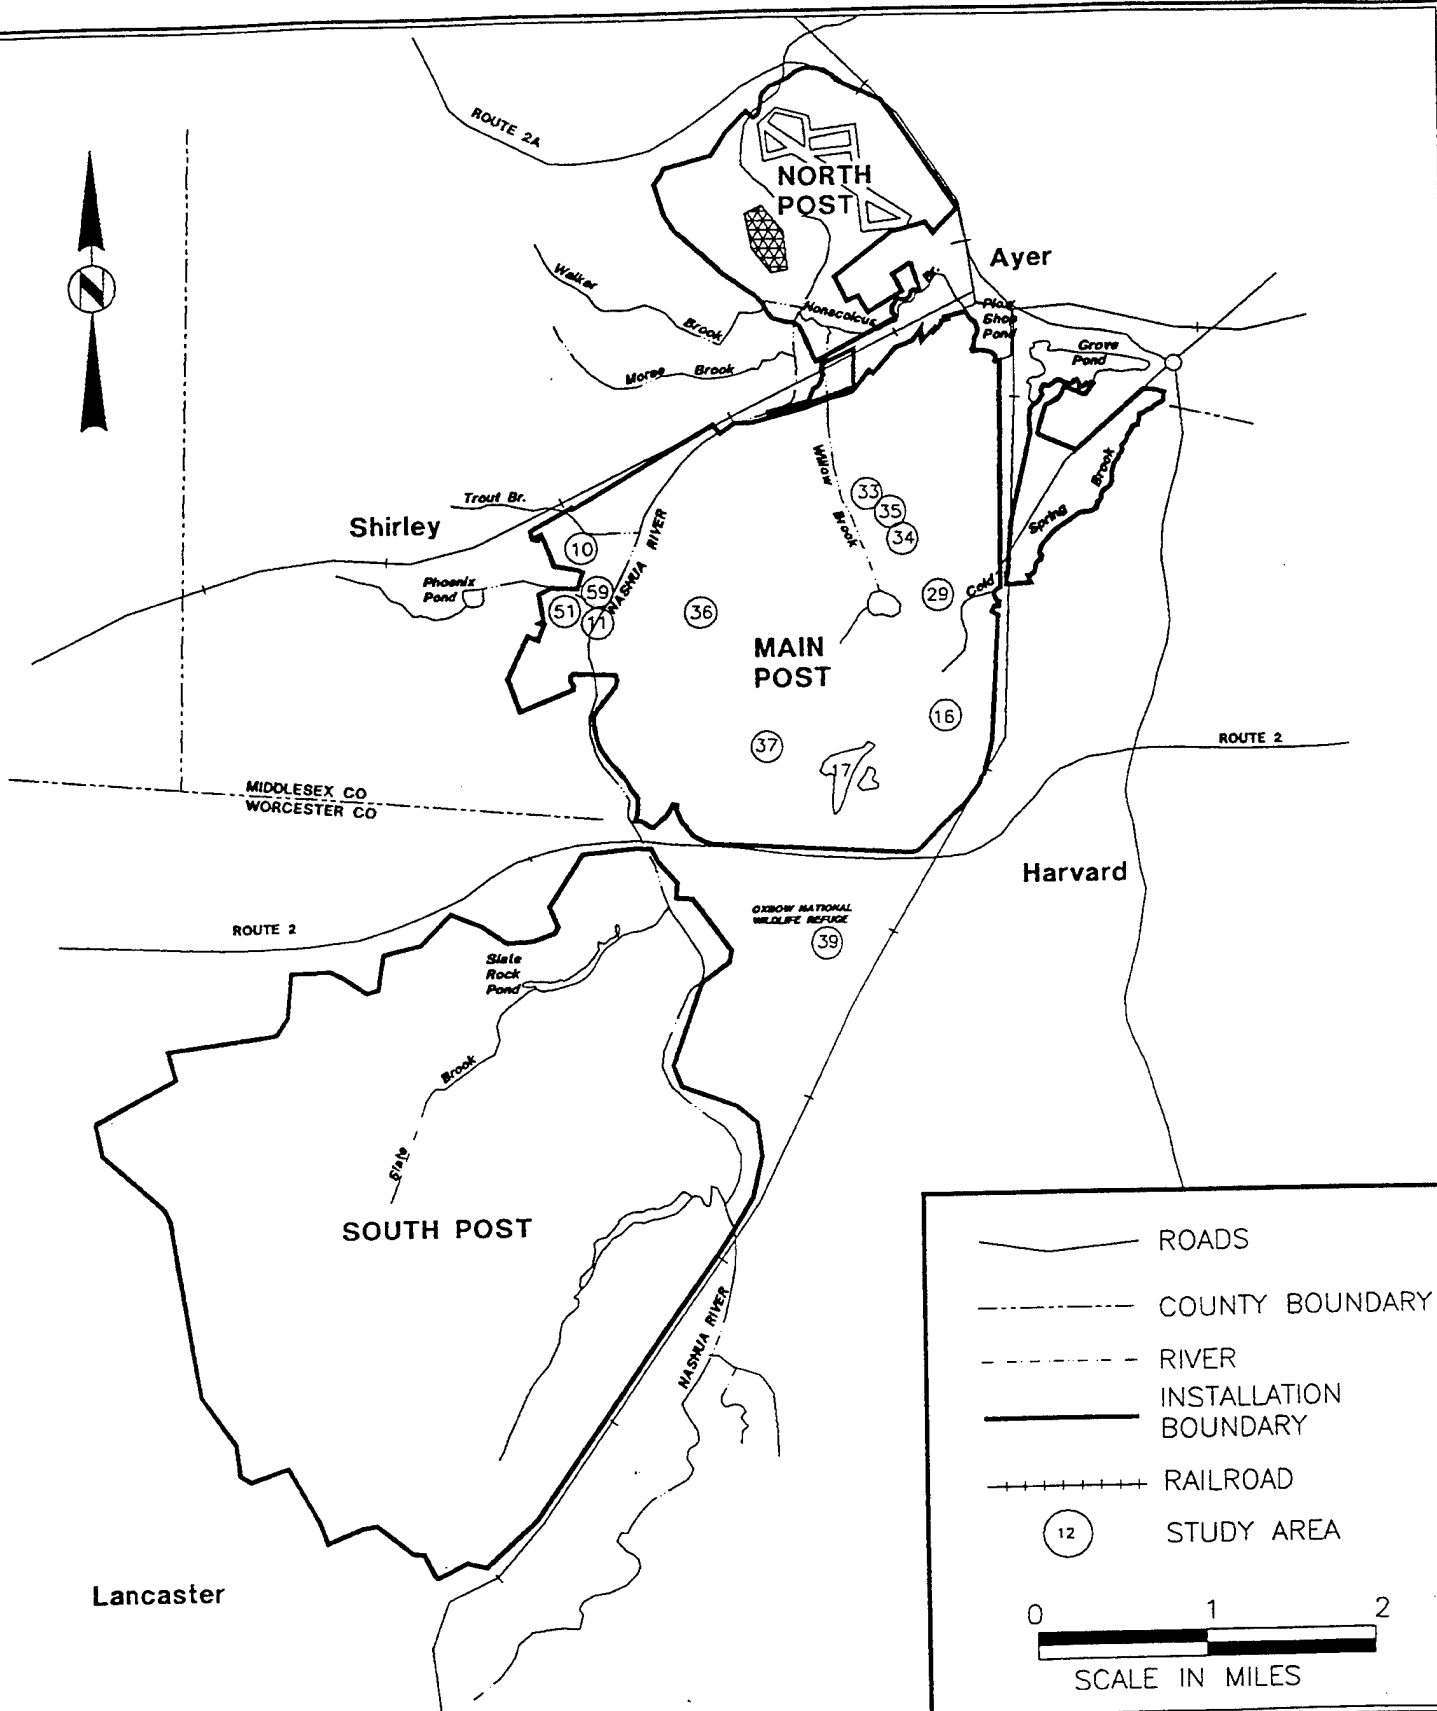 ROUTE 2A
NORTH
POST
Ayer
Walker
Brook
Nonacoicus
Br.
Plow
Shop
Pond
Grove
Pond
Morse Brook
Willow
Brook
Trout Br.
Shirley
NASHUA RIVER
33
35
34
10
59
51
11
36
29
Cold
Spring
Brook
Phoenix
Pond
MAIN
POST
16
37
17
ROUTE 2
MIDDLESEX CO
WORCESTER CO
Harvard
OXBOW NATIONAL
WILDLIFE REFUGE
39
ROUTE 2
Slate
Rock
Pond
Brook
Slate
SOUTH POST
NASHUA RIVER
Lancaster
N
ROADS
COUNTY BOUNDARY
RIVER
INSTALLATION
BOUNDARY
RAILROAD
12 STUDY AREA
0 1 2
SCALE IN MILES